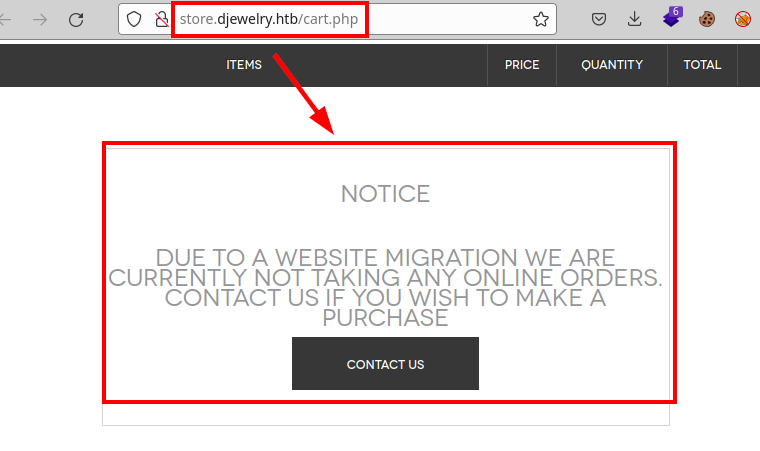 store.djewelry.htb/cart.php
6
ITEMS PRICE QUANTITY TOTAL
NOTICE
DUE TO A WEBSITE MIGRATION WE ARE
CURRENTLY NOT TAKING ANY ONLINE ORDERS.
CONTACT US IF YOU WISH TO MAKE A
PURCHASE
CONTACT US